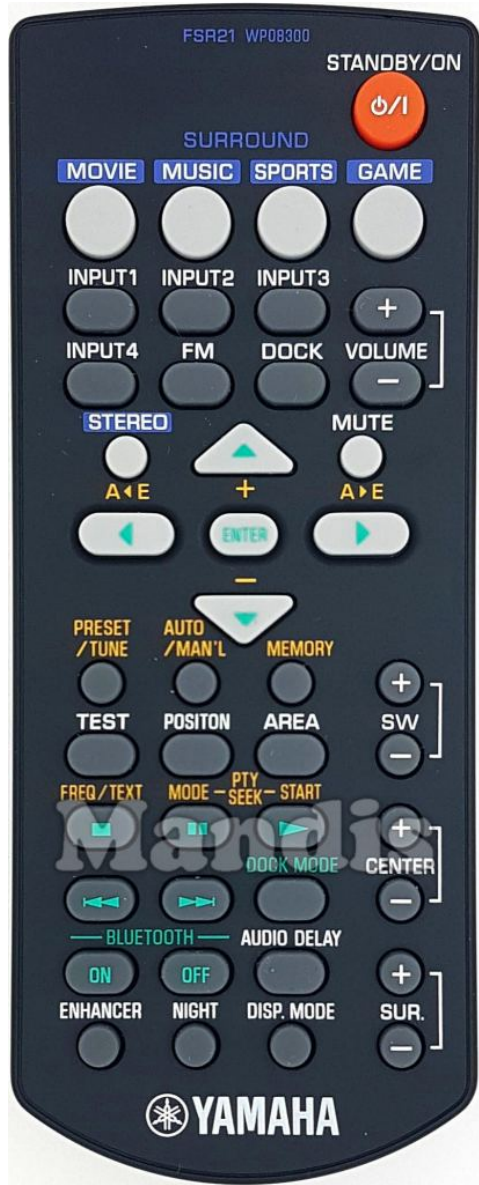 FSR21 WP08300
STANDBY/ON
⏻/I
SURROUND
MOVIE MUSIC SPORTS GAME
INPUT1 INPUT2 INPUT3
+
INPUT4 FM DOCK VOLUME
−
STEREO MUTE
A◂E + A▸E
ENTER
−
PRESET AUTO
/TUNE /MAN'L MEMORY
+
TEST POSITON AREA SW
−
FREQ/TEXT MODE – PTY SEEK – START
Mandis
+
DOCK MODE CENTER
−
BLUETOOTH AUDIO DELAY
ON OFF +
ENHANCER NIGHT DISP. MODE SUR.
−
YAMAHA